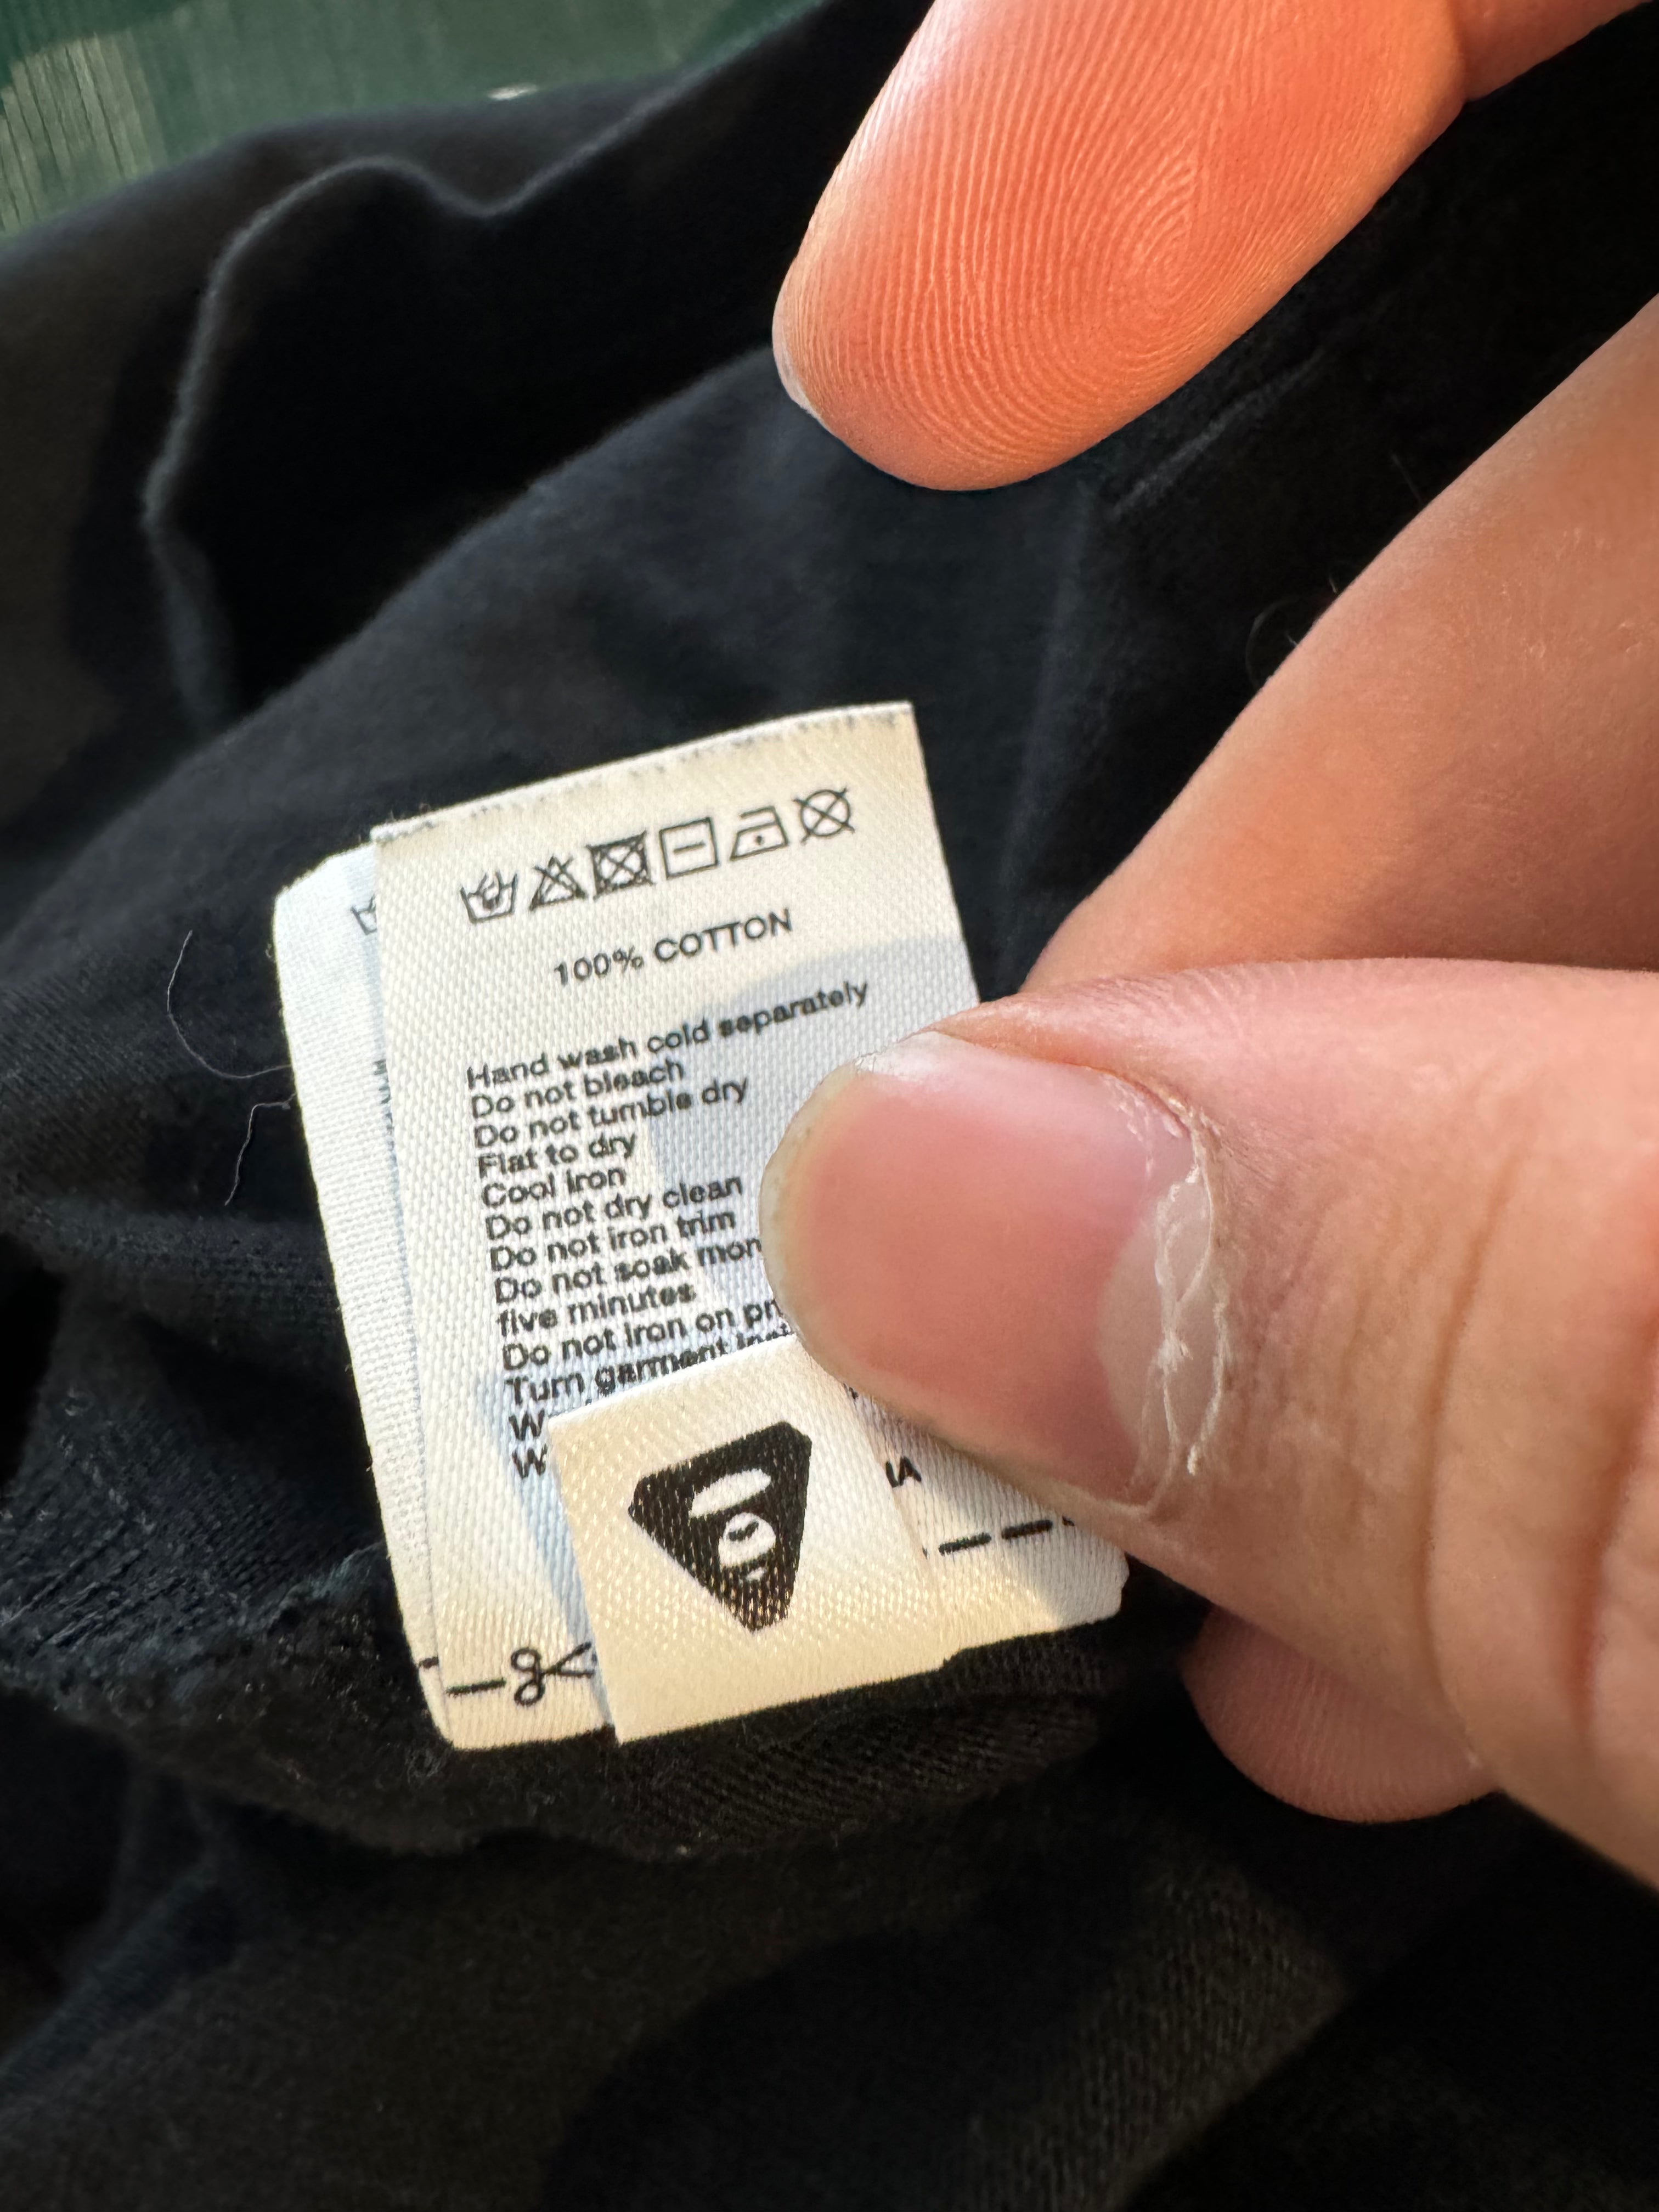 100% COTTON
Hand wash cold separately
Do not bleach
Do not tumble dry
Flat to dry
Cool iron
Do not dry clean
Do not iron trim
Do not soak
five minutes
Do not iron on
Turn garment